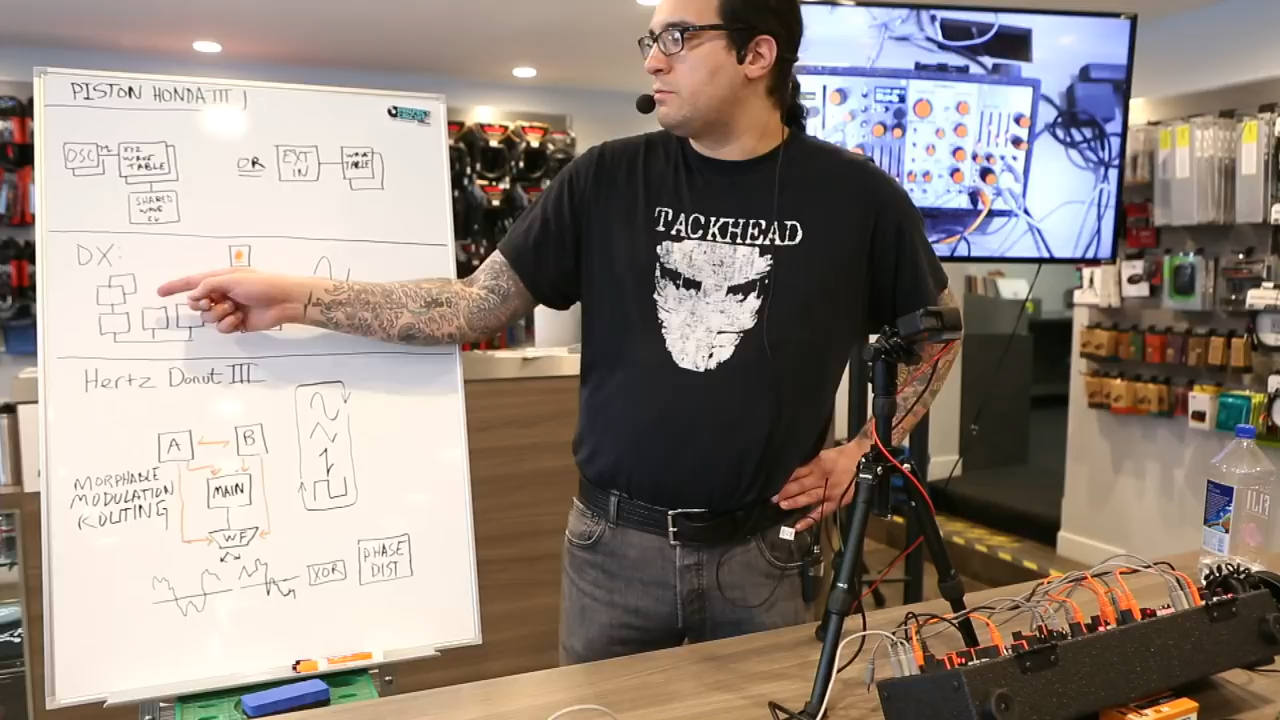 PISTON HONDA III
OSC
XYZ
WAVE
TABLE
OR
EXT
IN
WAVE
TABLE
SHARED
WAVE
DX:
Hertz Donut III
A
B
MORPHABLE
MODULATION
ROUTING
MAIN
WF
XOR
PHASE
DIST
TACKHEAD
FIJI